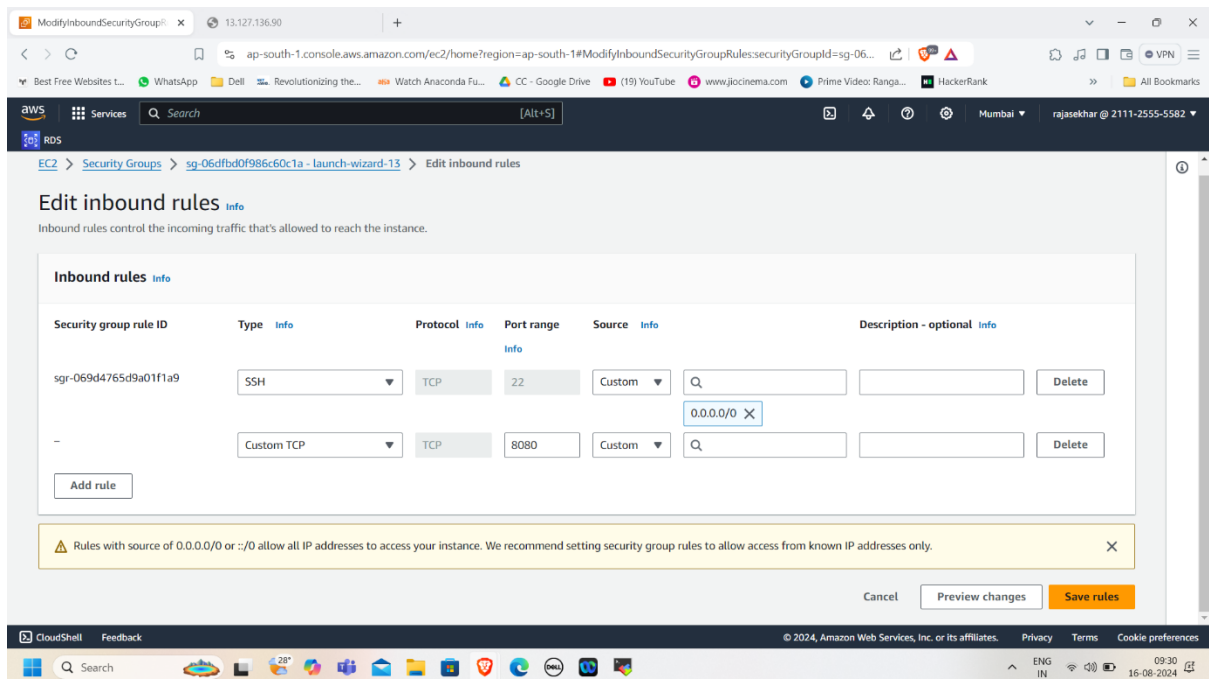 ModifyInboundSecurityGroupR
13.127.136.90
ap-south-1.console.aws.amazon.com/ec2/home?region=ap-south-1#ModifyInboundSecurityGroupRules:securityGroupId=sg-06...
VPN
Best Free Websites t...
WhatsApp
Dell
Revolutionizing the...
Watch Anaconda Fu...
CC - Google Drive
(19) YouTube
www.jiocinema.com
Prime Video: Ranga...
HackerRank
»
All Bookmarks
aws
Services
Search
[Alt+S]
Mumbai
rajasekhar @ 2111-2555-5582
RDS
EC2 > Security Groups > sg-06dfbd0f986c60c1a - launch-wizard-13 > Edit inbound rules
Edit inbound rules Info
Inbound rules control the incoming traffic that's allowed to reach the instance.
Inbound rules Info
Security group rule ID
Type Info
Protocol Info
Port range
Info
Source Info
Description - optional Info
sgr-069d4765d9a01f1a9
SSH
TCP
22
Custom
Delete
0.0.0.0/0
–
Custom TCP
TCP
8080
Custom
Delete
Add rule
Rules with source of 0.0.0.0/0 or ::/0 allow all IP addresses to access your instance. We recommend setting security group rules to allow access from known IP addresses only.
Cancel
Preview changes
Save rules
CloudShell
Feedback
© 2024, Amazon Web Services, Inc. or its affiliates.
Privacy
Terms
Cookie preferences
Search
28°
DELL
ENG
IN
09:30
16-08-2024